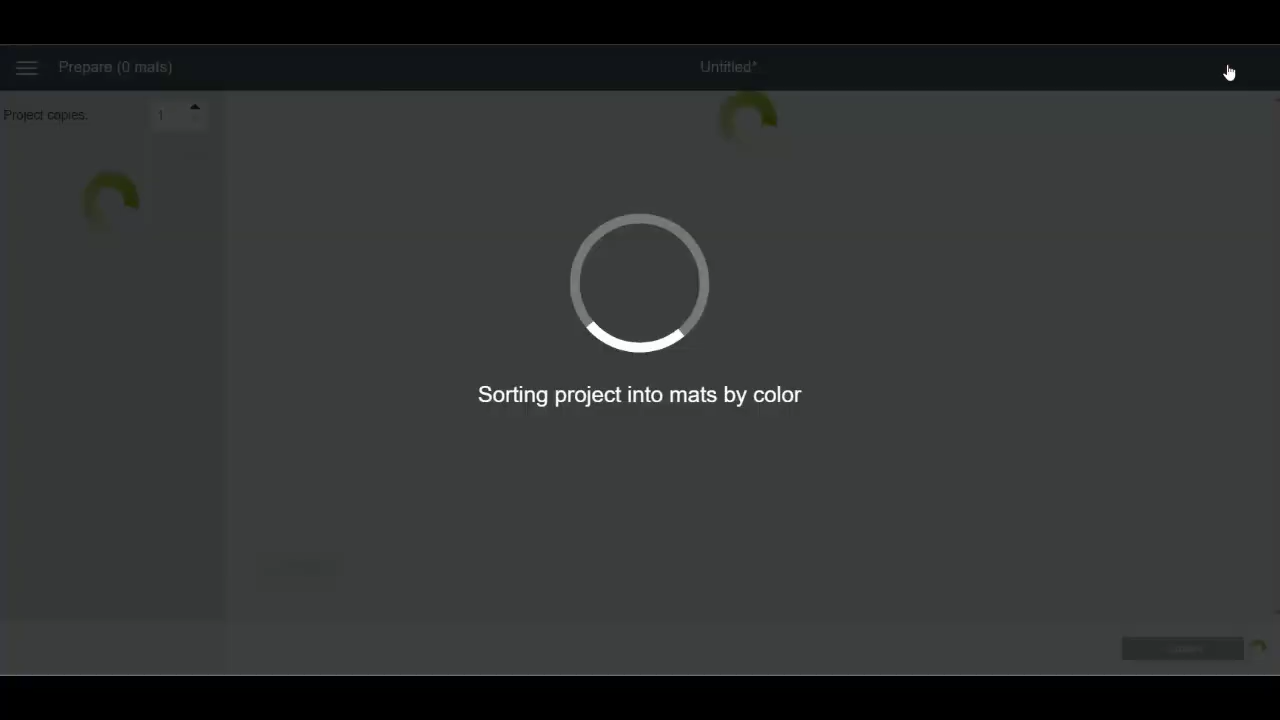 Prepare (0 mats)
Untitled*
Project copies:
1
Sorting project into mats by color